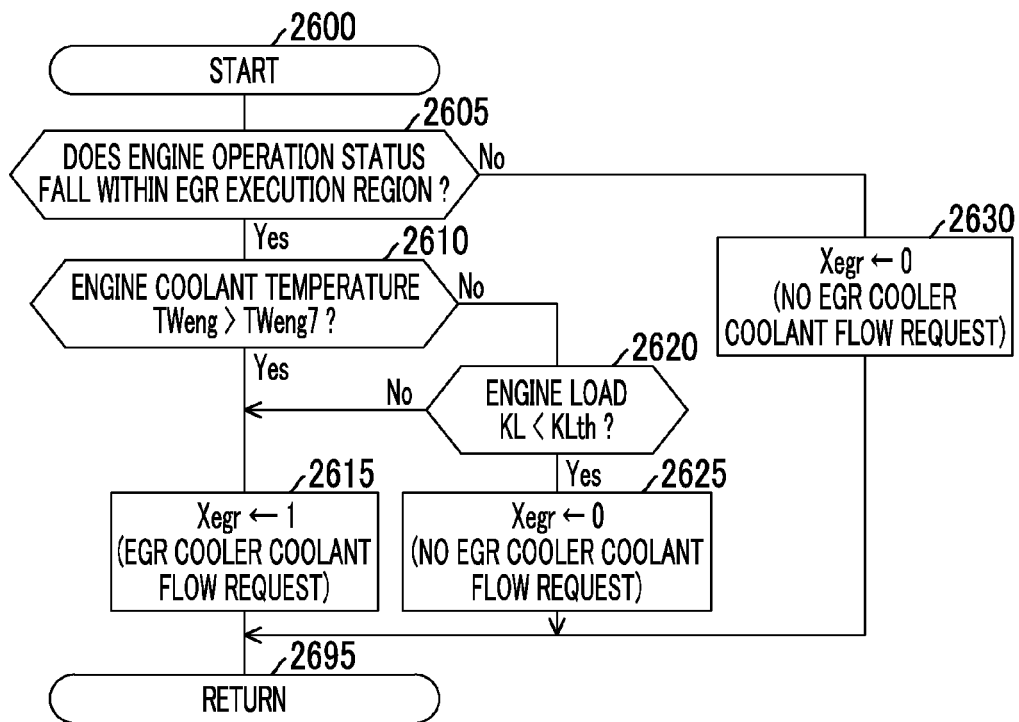 2600
START
2605
DOES ENGINE OPERATION STATUS
FALL WITHIN EGR EXECUTION REGION ?
No
Yes
2610
ENGINE COOLANT TEMPERATURE
TWeng > TWeng7 ?
No
Yes
2630
Xegr ← 0
(NO EGR COOLER
COOLANT FLOW REQUEST)
2620
ENGINE LOAD
KL < KLth ?
No
Yes
2615
Xegr ← 1
(EGR COOLER COOLANT
FLOW REQUEST)
2625
Xegr ← 0
(NO EGR COOLER COOLANT
FLOW REQUEST)
2695
RETURN